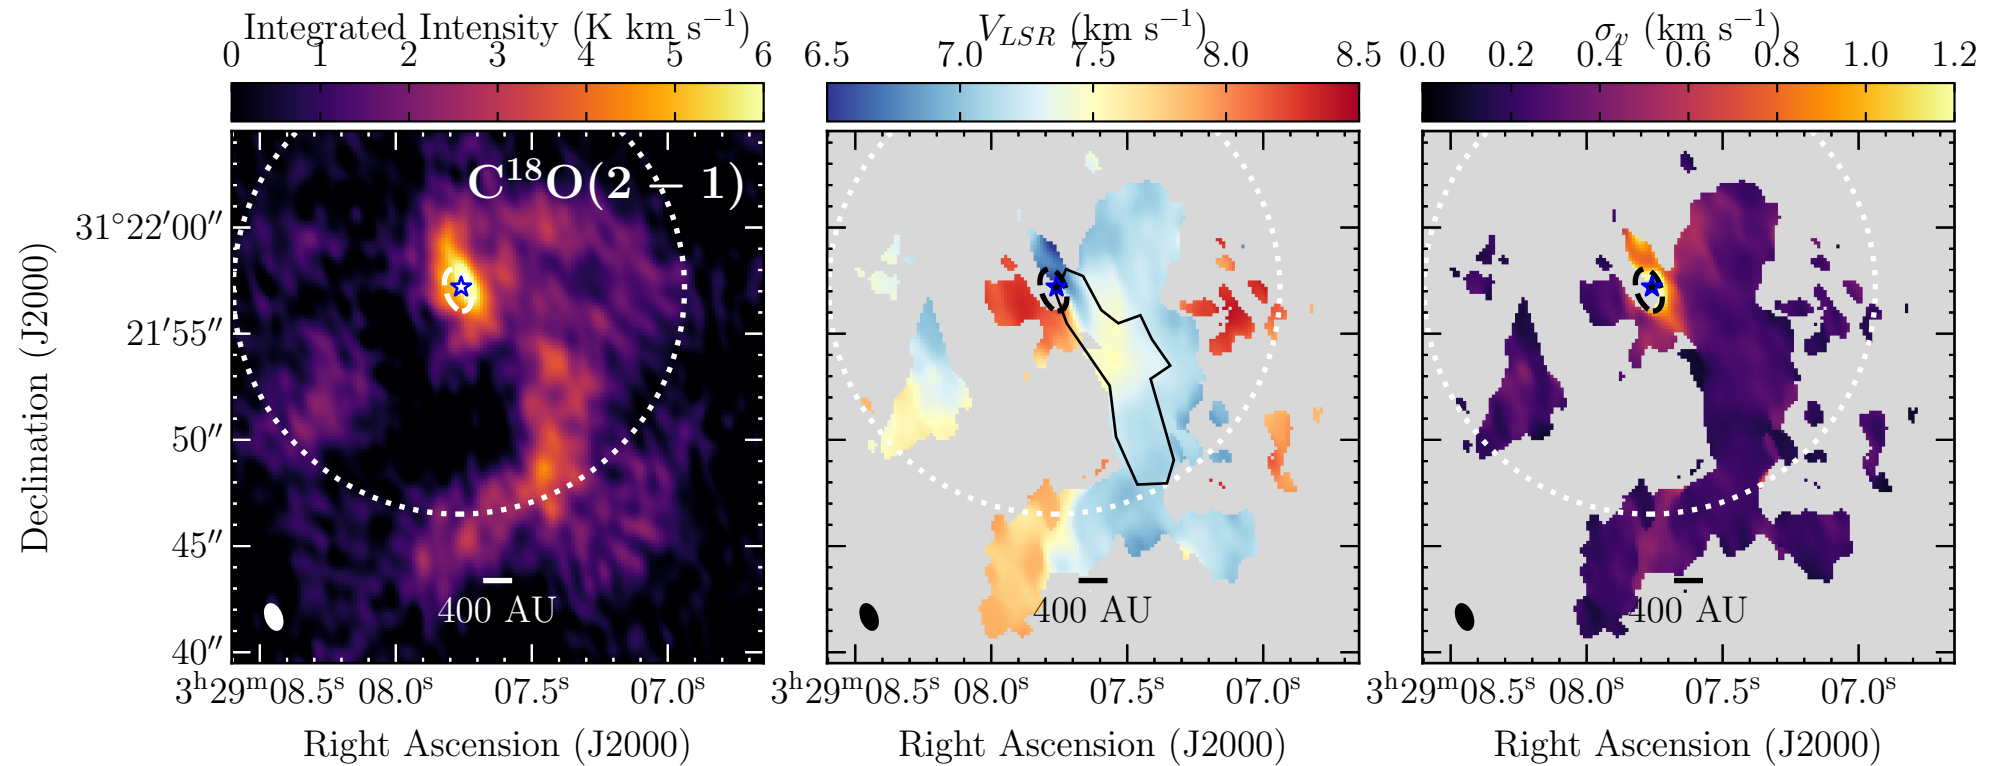 Integrated Intensity (K km s⁻¹)
0 1 2 3 4 5 6
V_LSR (km s⁻¹)
6.5 7.0 7.5 8.0 8.5
σ_v (km s⁻¹)
0.0 0.2 0.4 0.6 0.8 1.0 1.2
C¹⁸O(2 − 1)
31°22′00″
21′55″
50″
45″
40″
Declination (J2000)
400 AU
400 AU
400 AU
3ʰ29ᵐ08.5ˢ 08.0ˢ 07.5ˢ 07.0ˢ
3ʰ29ᵐ08.5ˢ 08.0ˢ 07.5ˢ 07.0ˢ
3ʰ29ᵐ08.5ˢ 08.0ˢ 07.5ˢ 07.0ˢ
Right Ascension (J2000)
Right Ascension (J2000)
Right Ascension (J2000)